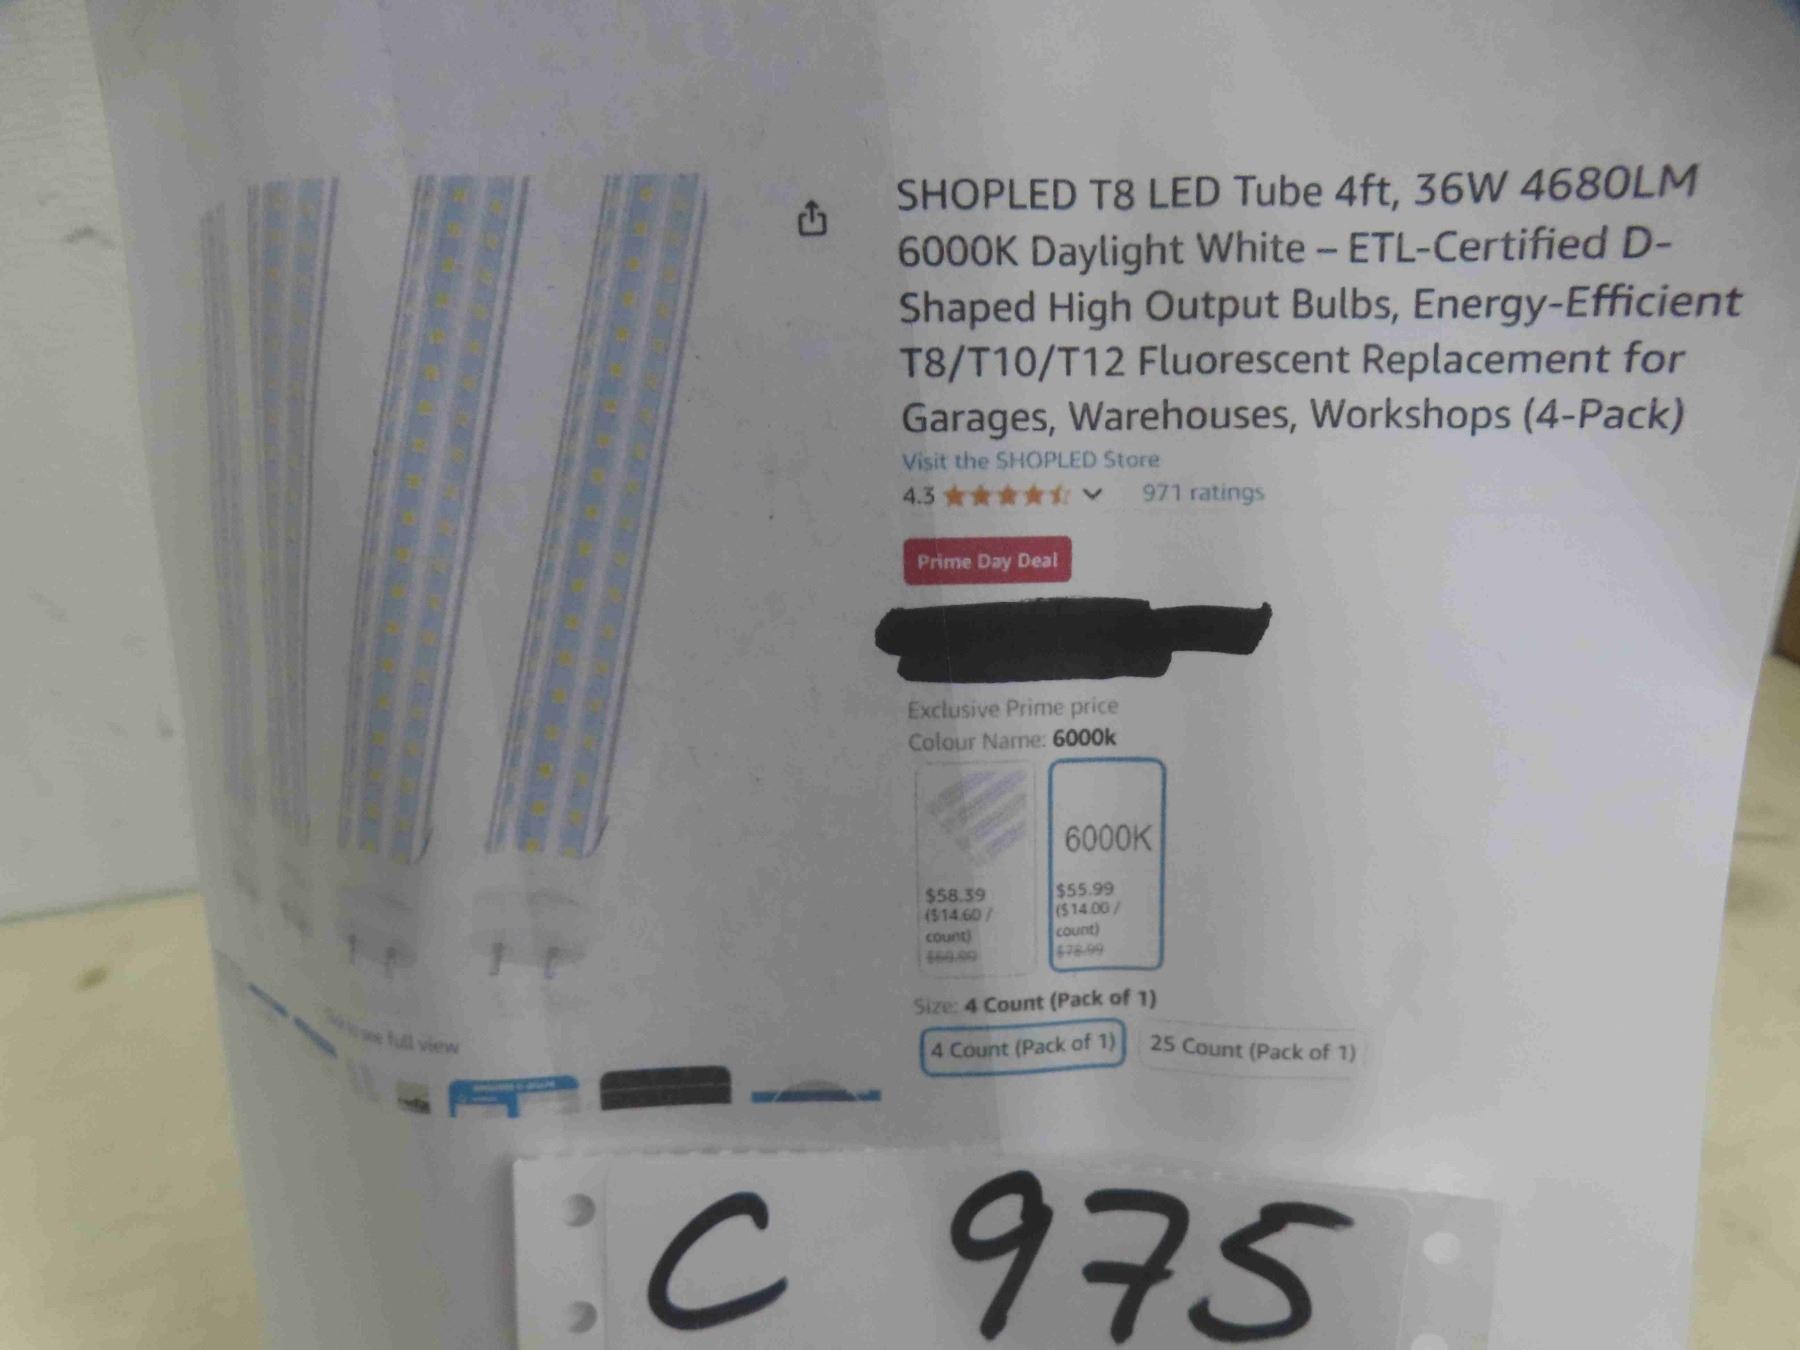 SHOPLED T8 LED Tube 4ft, 36W 4680LM
6000K Daylight White – ETL-Certified D-
Shaped High Output Bulbs, Energy-Efficient
T8/T10/T12 Fluorescent Replacement for
Garages, Warehouses, Workshops (4-Pack)
Visit the SHOPLED Store
4.3 971 ratings
Prime Day Deal
Exclusive Prime price
Colour Name: 6000k
6000K
$58.39
($14.60 /
count)
$55.99
($14.00 /
count)
$78.99
Size: 4 Count (Pack of 1)
4 Count (Pack of 1) 25 Count (Pack of 1)
see full view
C 975